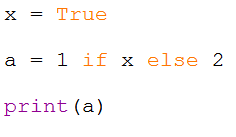 x = True
a = 1 if x else 2
print(a)